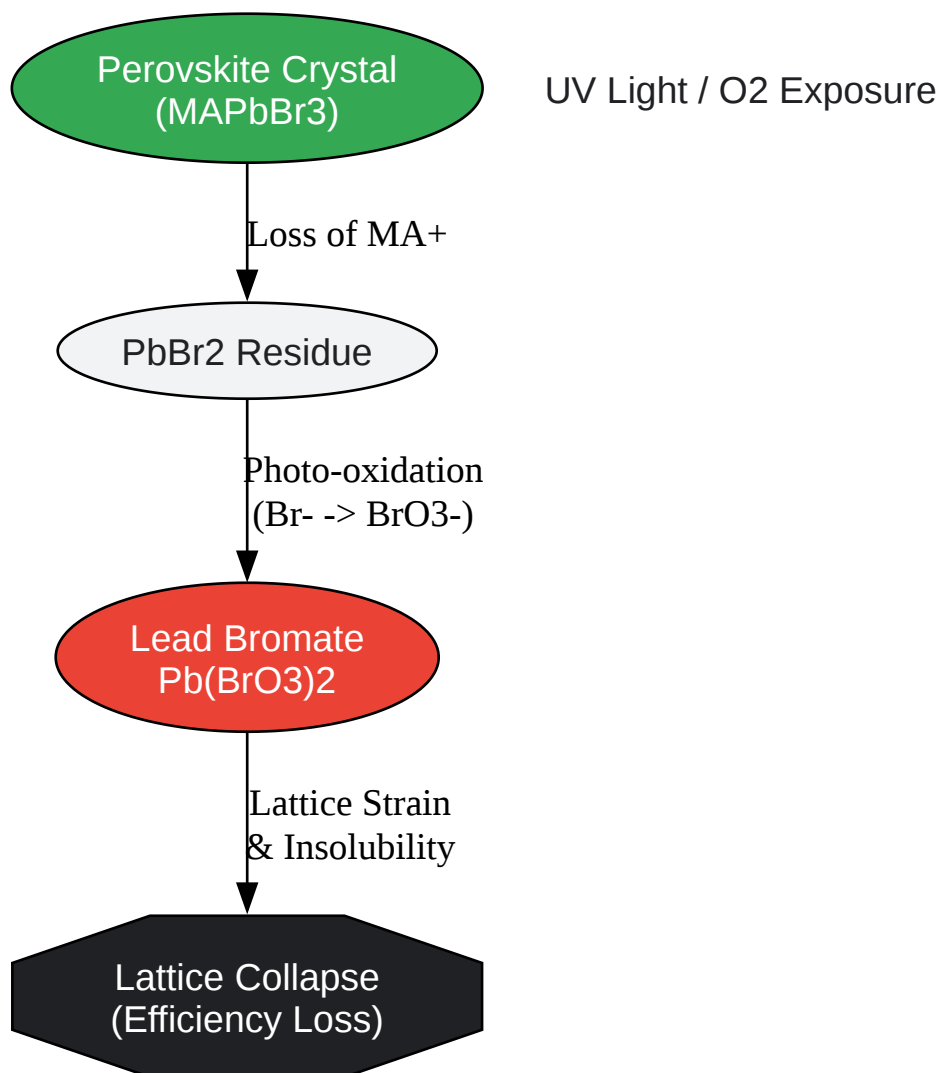 Perovskite Crystal
(MAPbBr3)
UV Light / O2 Exposure
Loss of MA+
PbBr2 Residue
Photo-oxidation
(Br- -> BrO3-)
Lead Bromate
Pb(BrO3)2
Lattice Strain
& Insolubility
Lattice Collapse
(Efficiency Loss)